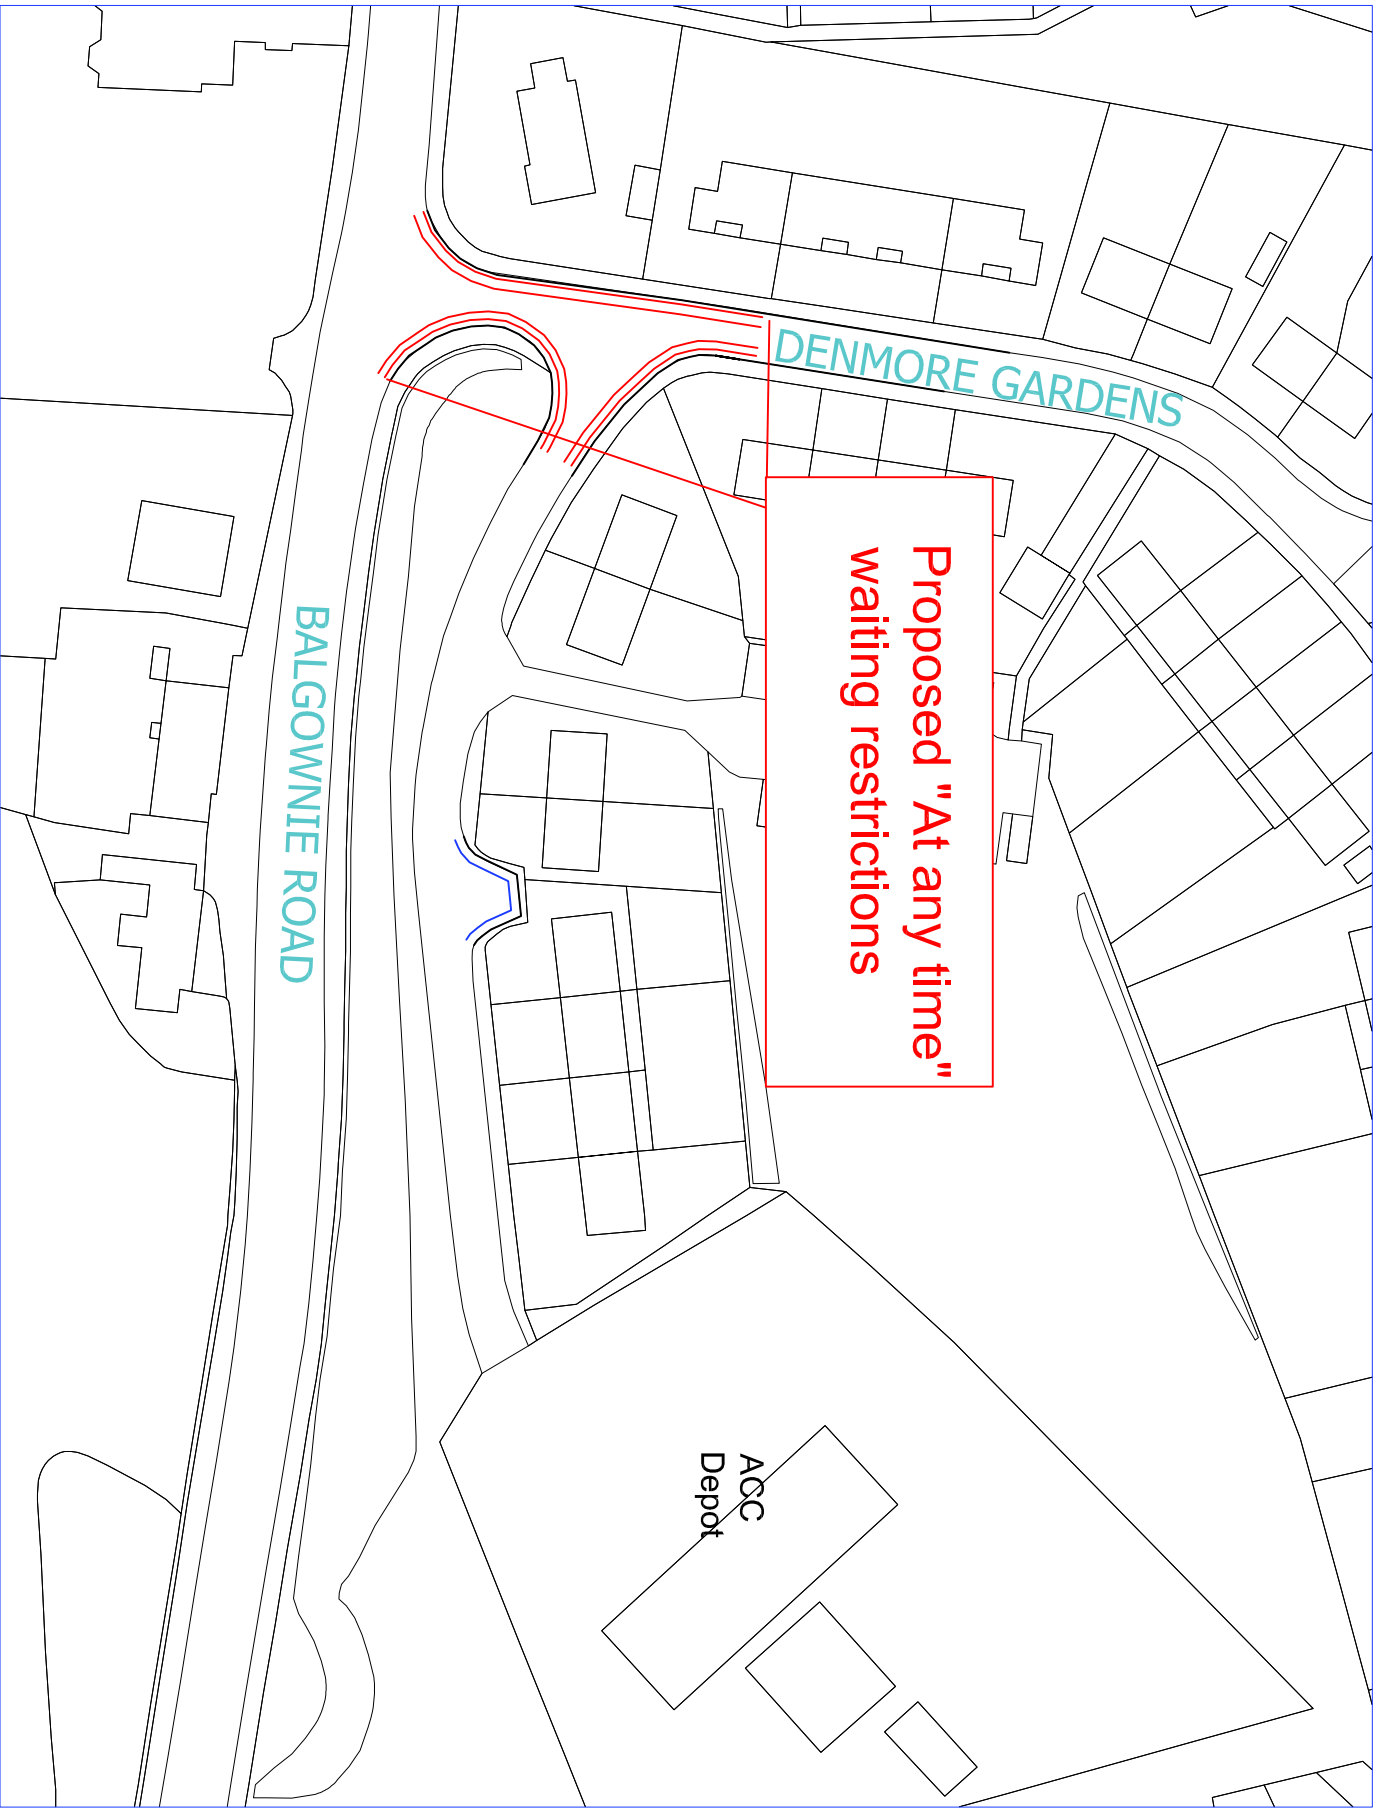 DENMORE GARDENS
Proposed "At any time"
waiting restrictions
BALGOWNIE ROAD
ACC
Depot